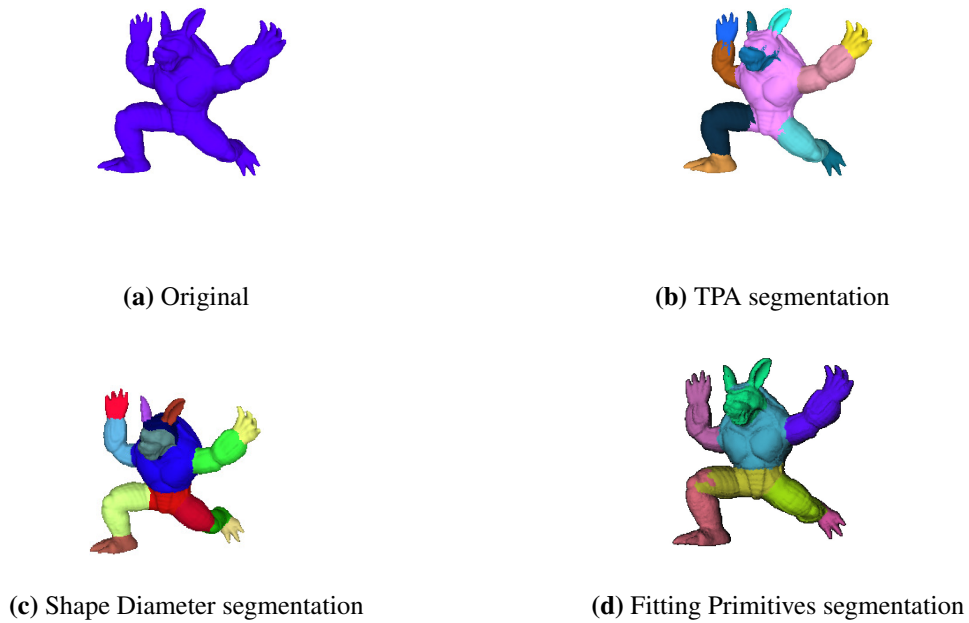 (a) Original
(b) TPA segmentation
(c) Shape Diameter segmentation
(d) Fitting Primitives segmentation